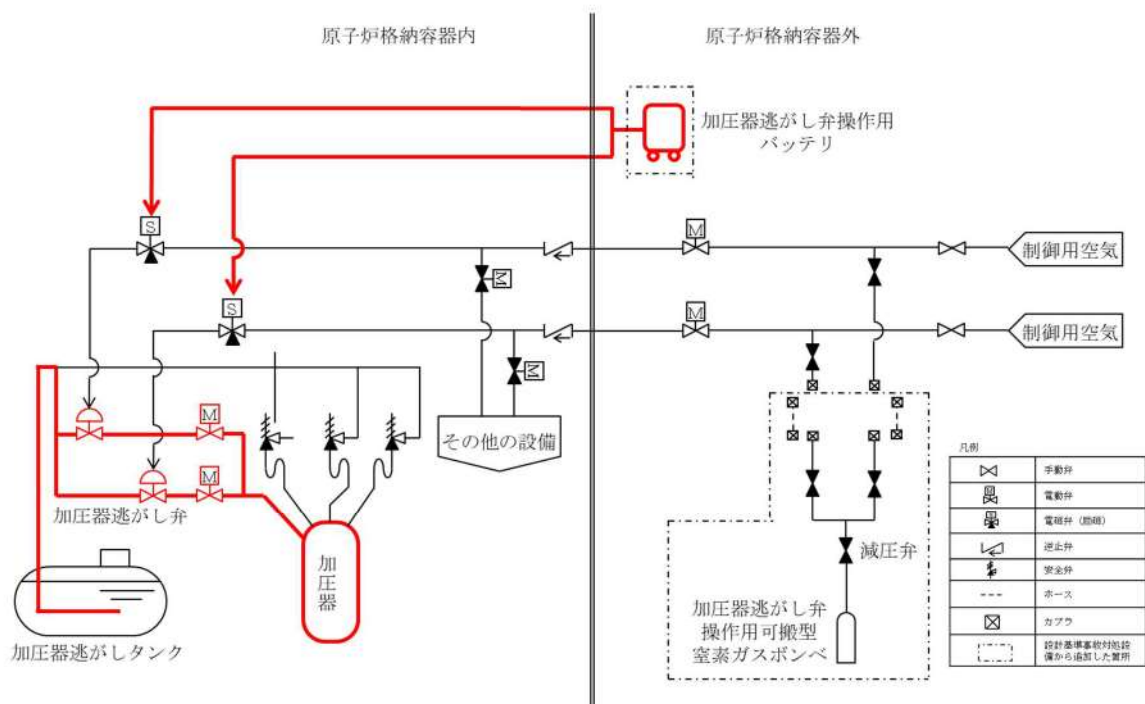 原子炉格納容器内
原子炉格納容器外
加圧器逃がし弁操作用
バッテリ
S
M
制御用空気
M
S
M
制御用空気
M
M
その他の設備
M
加圧器逃がし弁
加圧器
加圧器逃がしタンク
減圧弁
加圧器逃がし弁
操作用可搬型
窒素ガスボンベ
凡例
手動弁
M
電動弁
S
電磁弁（励磁）
逆止弁
安全弁
ホース
カプラ
設計基準事故対処設
備から追加した箇所